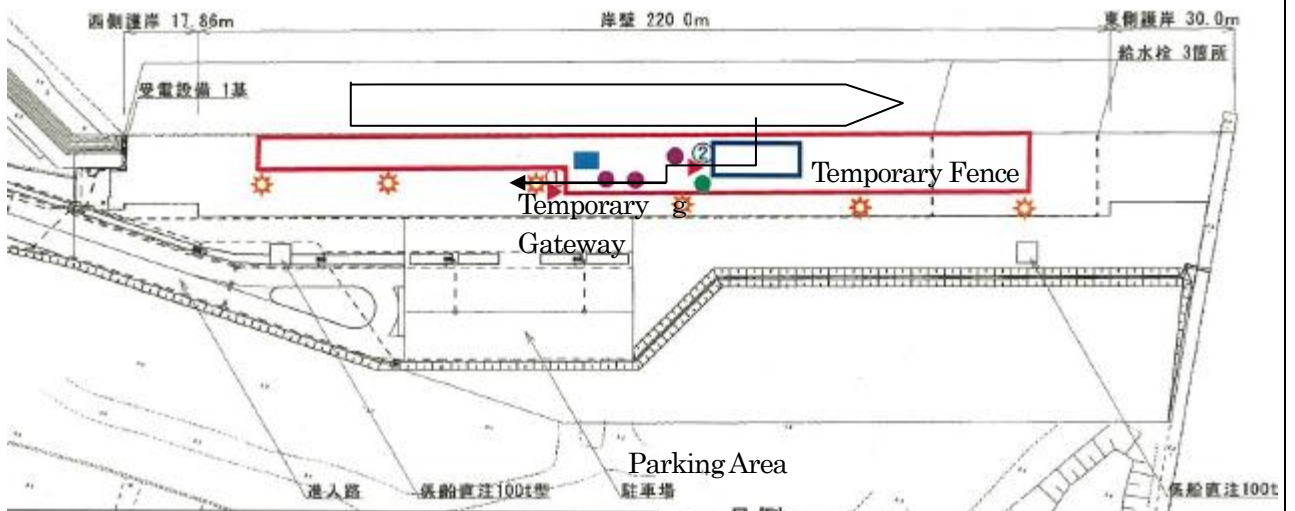 西側護岸 17.86m
岸壁 220.0m
東側護岸 30.0m
給水栓 3箇所
受電設備 1基
②
①
Temporary Fence
Temporary g
Gateway
Parking Area
進入路
係船直注100t型
駐車場
係船直注100t